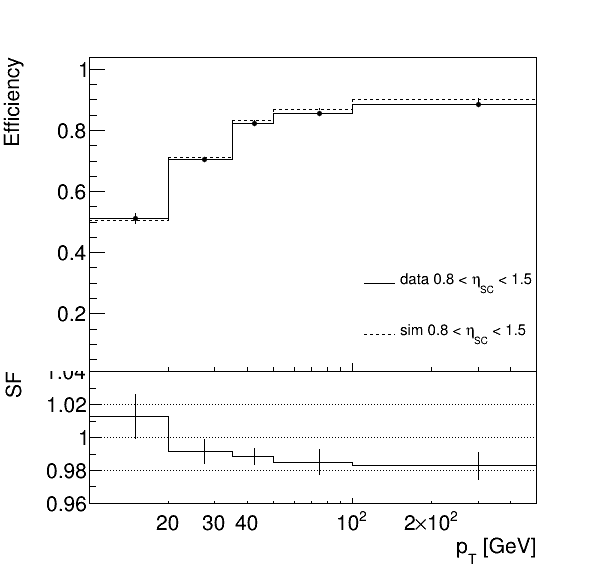 Efficiency
1
0.8
0.6
0.4
0.2
data 0.8 < η_SC < 1.5
sim 0.8 < η_SC < 1.5
SF
1.04
1.02
1
0.98
0.96
20 30 40 10² 2×10²
p_T [GeV]